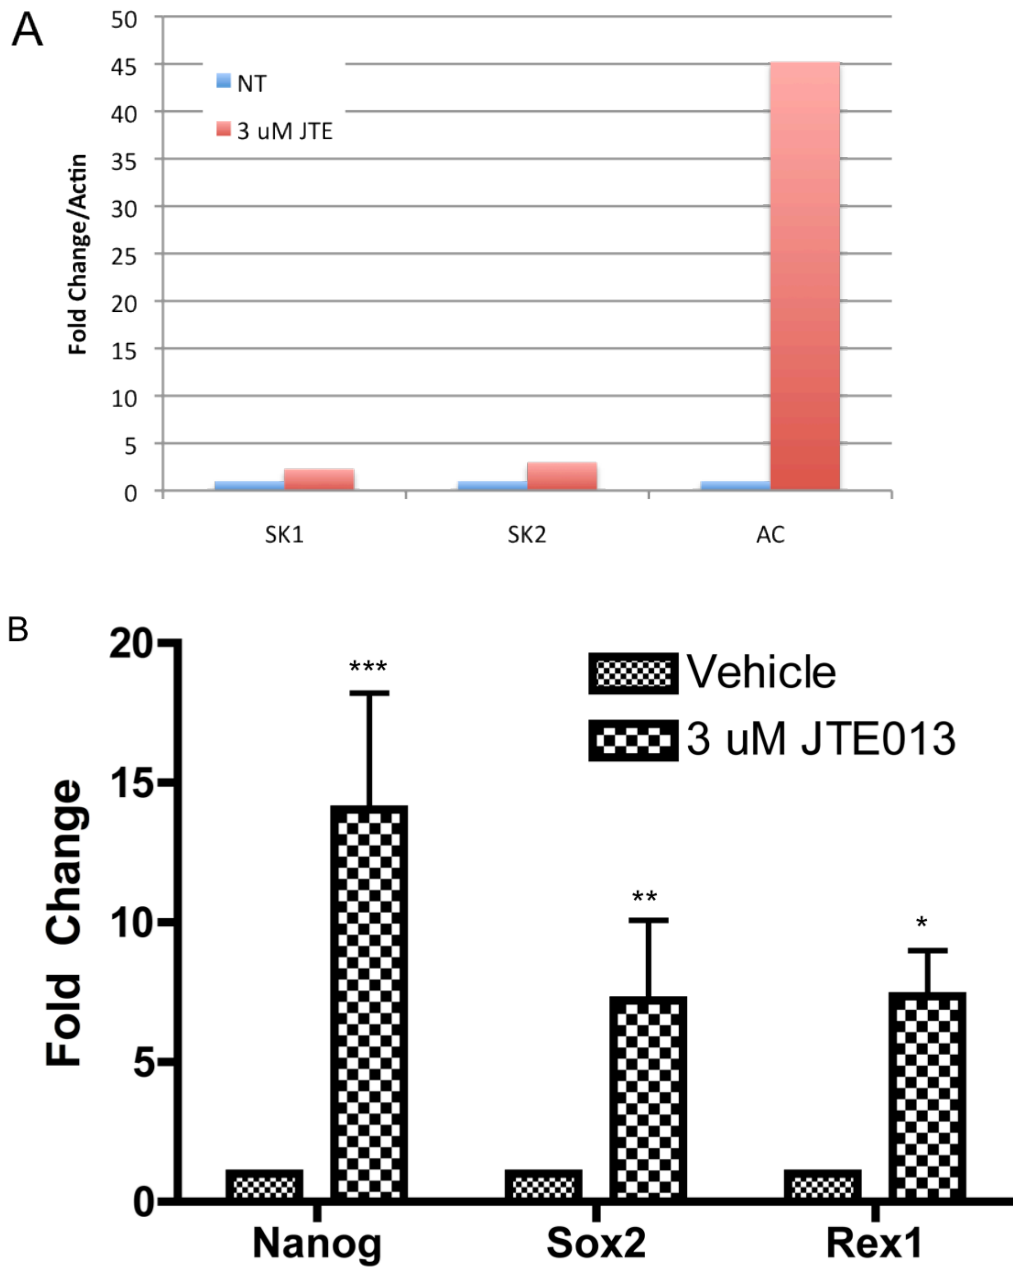 A
50
45
40
35
30
25
20
15
10
5
0
Fold Change/Actin
NT
3 uM JTE
SK1 SK2 AC
B
20
15
10
5
0
Fold Change
***
**
*
Vehicle
3 uM JTE013
Nanog Sox2 Rex1